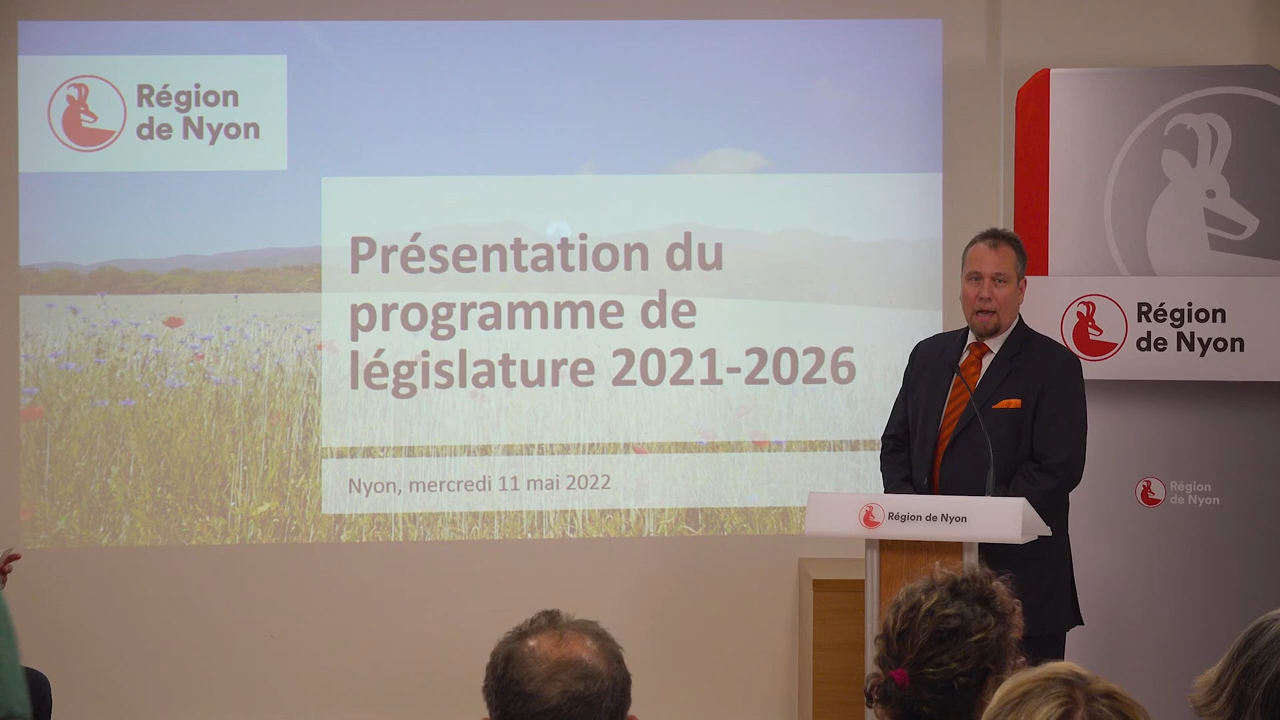 Région
de Nyon
Présentation du
programme de
législature 2021-2026
Nyon, mercredi 11 mai 2022
Région
de Nyon
Région
de Nyon
Région de Nyon